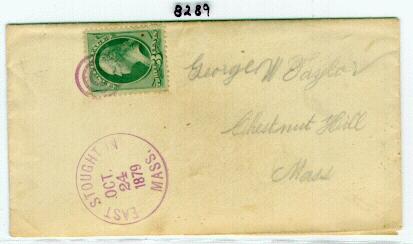 8289
George W Taylor
Chestnut Hill
Mass
EAST STOUGHTON MASS.
OCT.
24
1879